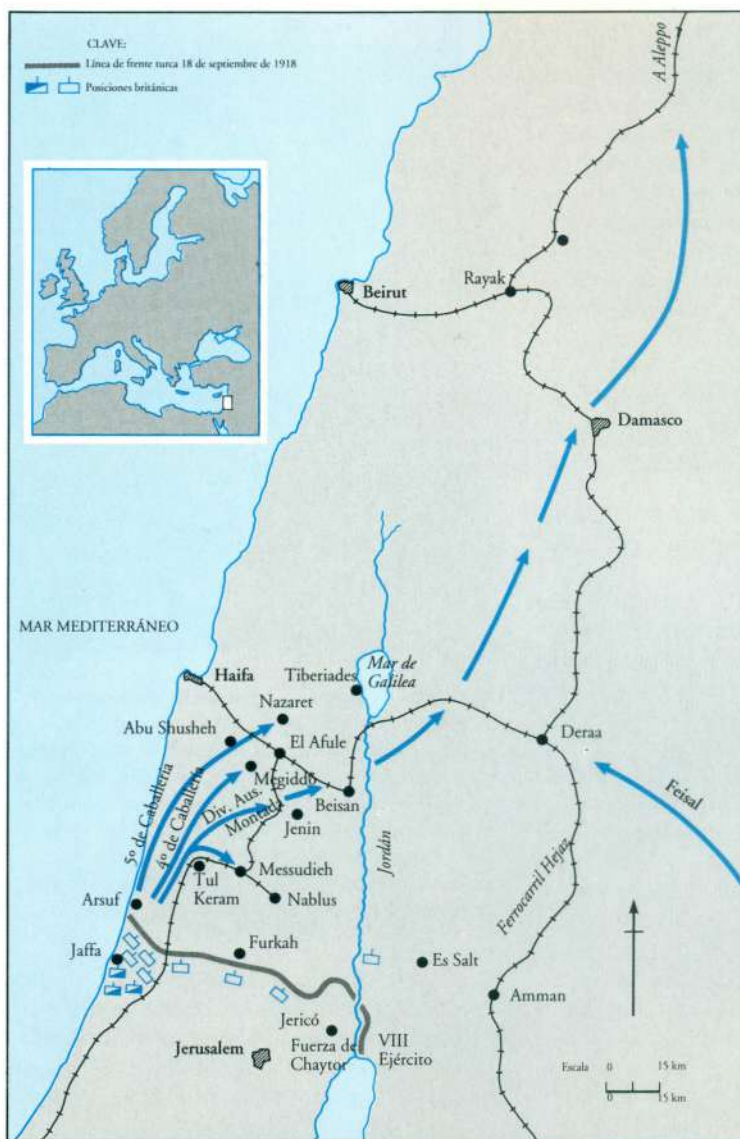 CLAVE:
Línea de frente turca 18 de septiembre de 1918
Posiciones británicas
A Aleppo
Beirut
Rayak
Damasco
MAR MEDITERRÁNEO
Haifa
Tiberiades
Mar de
Galilea
Nazaret
Abu Shusheh
El Afule
Deraa
Megiddo
5º de Caballería
4º de Caballería
Div. Aus.
Montada
Beisan
Jenin
Feisal
Jordán
Ferrocarril Hejaz
Messudieh
Tul
Keram
Nablus
Arsuf
Jaffa
Furkah
Es Salt
Amman
Jericó
Jerusalem
Fuerza de
Chaytor
VIII
Ejército
Escala 0 15 km
0 15 km